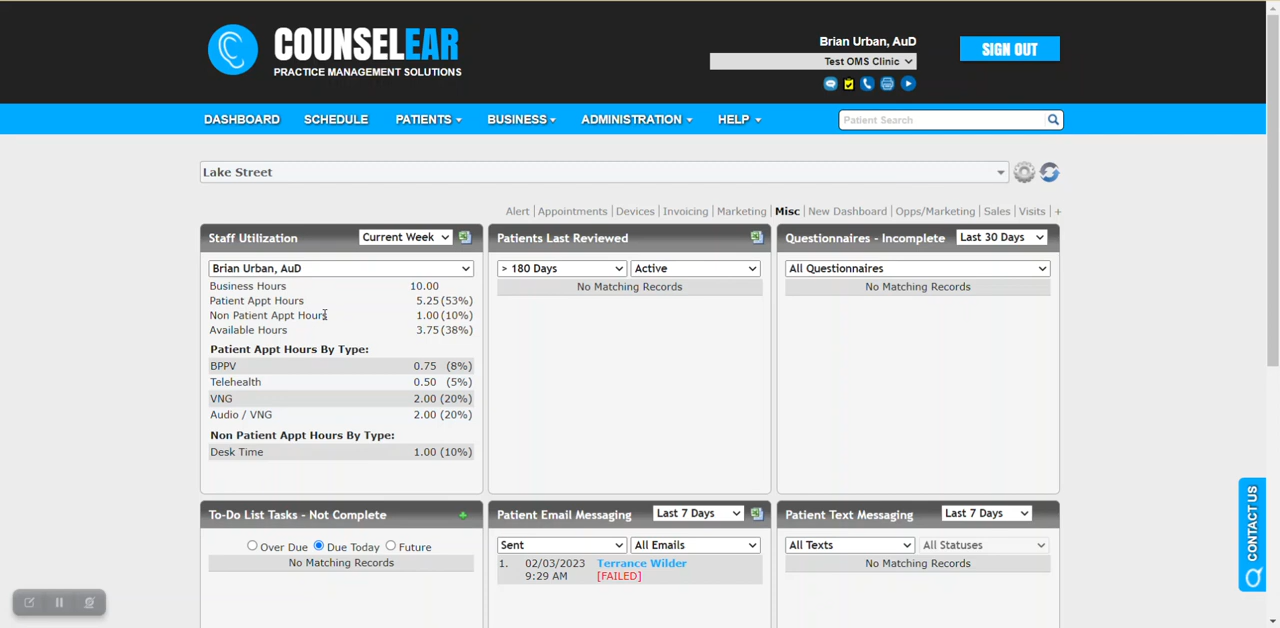 COUNSELEAR
PRACTICE MANAGEMENT SOLUTIONS
Brian Urban, AuD
Test OMS Clinic
SIGN OUT
DASHBOARD SCHEDULE PATIENTS BUSINESS ADMINISTRATION HELP Patient Search
Lake Street
Alert Appointments Devices Invoicing Marketing Misc New Dashboard Opps/Marketing Sales Visits +
Staff Utilization Current Week
Brian Urban, AuD
Business Hours 10.00
Patient Appt Hours 5.25 (53%)
Non Patient Appt Hours 1.00 (10%)
Available Hours 3.75 (38%)
Patient Appt Hours By Type:
BPPV 0.75 (8%)
Telehealth 0.50 (5%)
VNG 2.00 (20%)
Audio / VNG 2.00 (20%)
Non Patient Appt Hours By Type:
Desk Time 1.00 (10%)
Patients Last Reviewed
> 180 Days Active
No Matching Records
Questionnaires - Incomplete Last 30 Days
All Questionnaires
No Matching Records
To-Do List Tasks - Not Complete
Over Due Due Today Future
No Matching Records
Patient Email Messaging Last 7 Days
Sent All Emails
1. 02/03/2023 Terrance Wilder
9:29 AM [FAILED]
Patient Text Messaging Last 7 Days
All Texts All Statuses
No Matching Records
CONTACT US